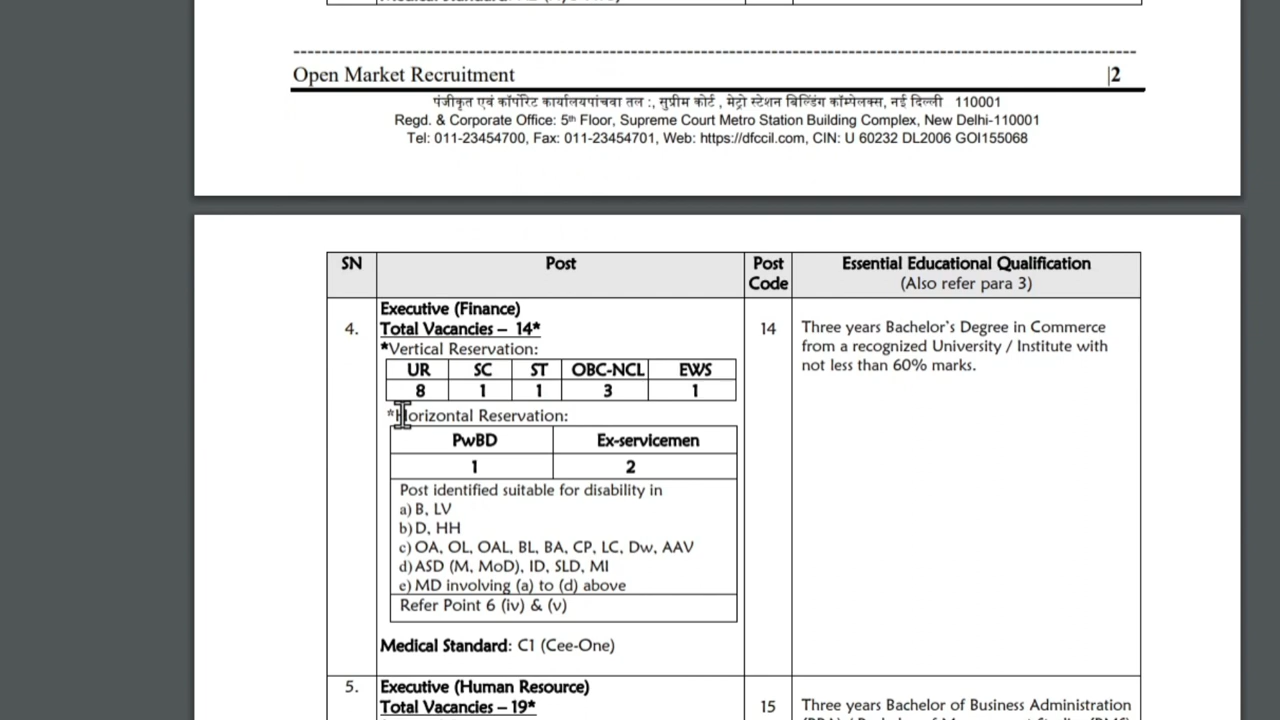 Open Market Recruitment |2
पंजीकृत एवं कॉर्पोरेट कार्यालयपांचवा तल :, सुप्रीम कोर्ट , मेट्रो स्टेशन बिल्डिंग कॉम्पेलक्स, नई दिल्ली 110001
Regd. & Corporate Office: 5th Floor, Supreme Court Metro Station Building Complex, New Delhi-110001
Tel: 011-23454700, Fax: 011-23454701, Web: https://dfccil.com, CIN: U 60232 DL2006 GOI155068
SN Post Post Code Essential Educational Qualification (Also refer para 3)
4.
Executive (Finance)
Total Vacancies – 14*
*Vertical Reservation:
UR SC ST OBC-NCL EWS
8 1 1 3 1
*Horizontal Reservation:
PwBD Ex-servicemen
1 2
Post identified suitable for disability in
a) B, LV
b) D, HH
c) OA, OL, OAL, BL, BA, CP, LC, Dw, AAV
d) ASD (M, MoD), ID, SLD, MI
e) MD involving (a) to (d) above
Refer Point 6 (iv) & (v)
Medical Standard: C1 (Cee-One)
14
Three years Bachelor's Degree in Commerce
from a recognized University / Institute with
not less than 60% marks.
5.
Executive (Human Resource)
Total Vacancies – 19*
15
Three years Bachelor of Business Administration